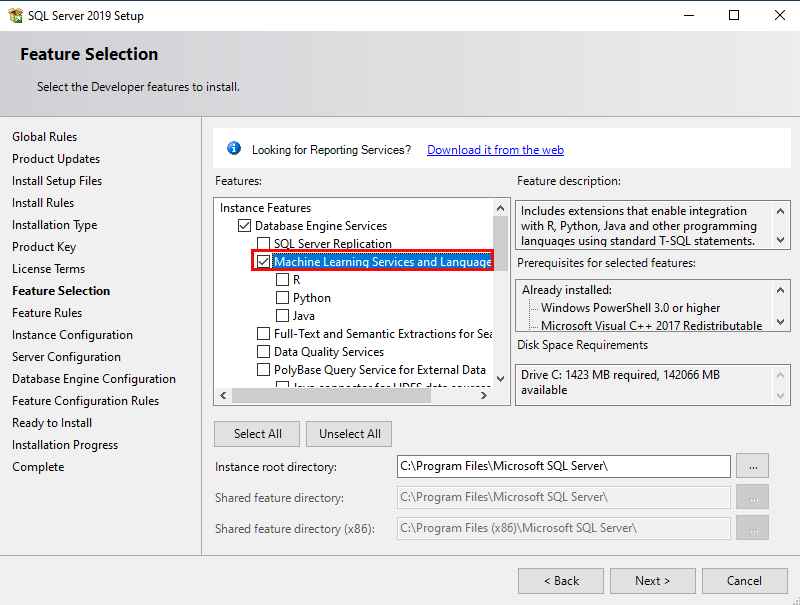 SQL Server 2019 Setup
Feature Selection
Select the Developer features to install.
Global Rules
Product Updates
Install Setup Files
Install Rules
Installation Type
Product Key
License Terms
Feature Selection
Feature Rules
Instance Configuration
Server Configuration
Database Engine Configuration
Feature Configuration Rules
Ready to Install
Installation Progress
Complete
Looking for Reporting Services? Download it from the web
Features:
Instance Features
Database Engine Services
SQL Server Replication
Machine Learning Services and Language
R
Python
Java
Full-Text and Semantic Extractions for Sea
Data Quality Services
PolyBase Query Service for External Data
Java connector for HDFS data sources
Feature description:
Includes extensions that enable integration
with R, Python, Java and other programming
languages using standard T-SQL statements.
Prerequisites for selected features:
Already installed:
Windows PowerShell 3.0 or higher
Microsoft Visual C++ 2017 Redistributable
Disk Space Requirements
Drive C: 1423 MB required, 142066 MB
available
Select All
Unselect All
Instance root directory:
C:\Program Files\Microsoft SQL Server\
...
Shared feature directory:
C:\Program Files\Microsoft SQL Server\
...
Shared feature directory (x86):
C:\Program Files (x86)\Microsoft SQL Server\
...
< Back
Next >
Cancel